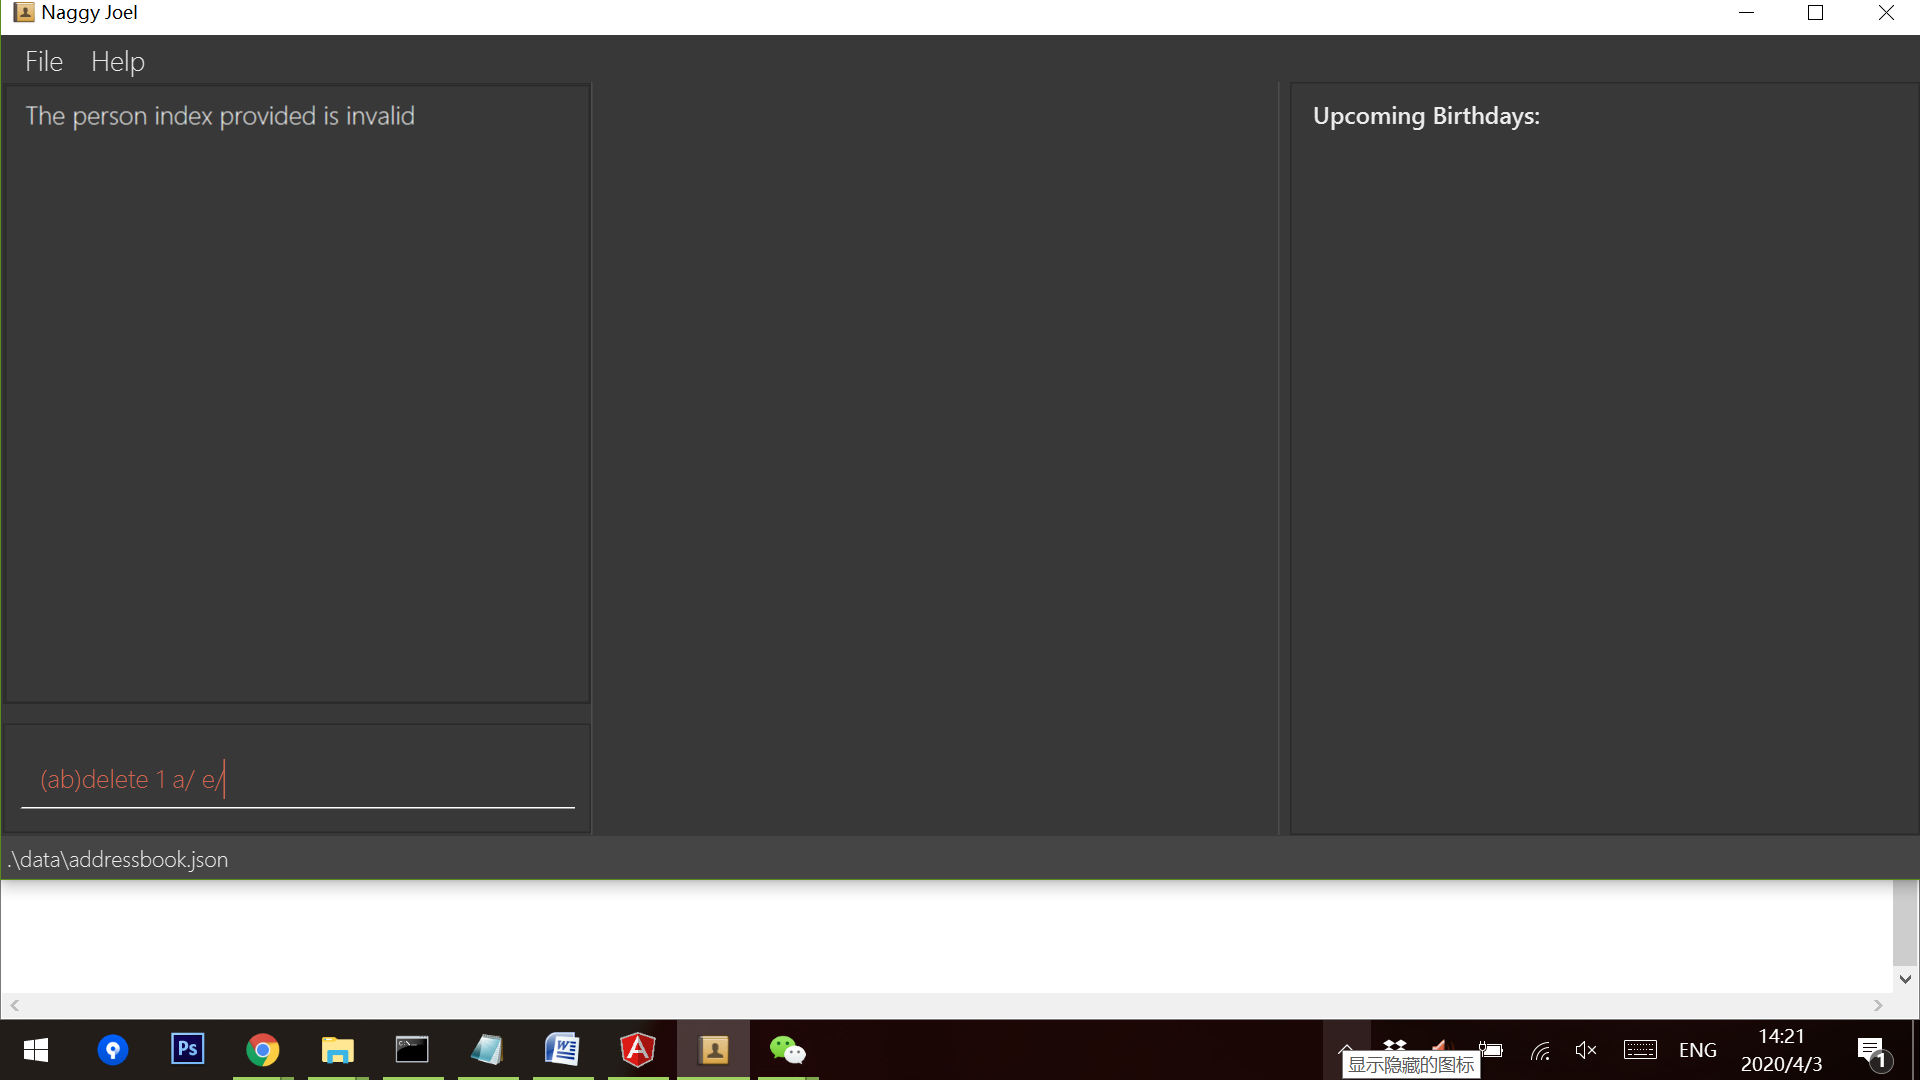 Naggy Joel
File Help
The person index provided is invalid
Upcoming Birthdays:
(ab)delete 1 a/ e/
.\data\addressbook.json
Ps
显示隐藏的图标
ENG
14:21
2020/4/3
1